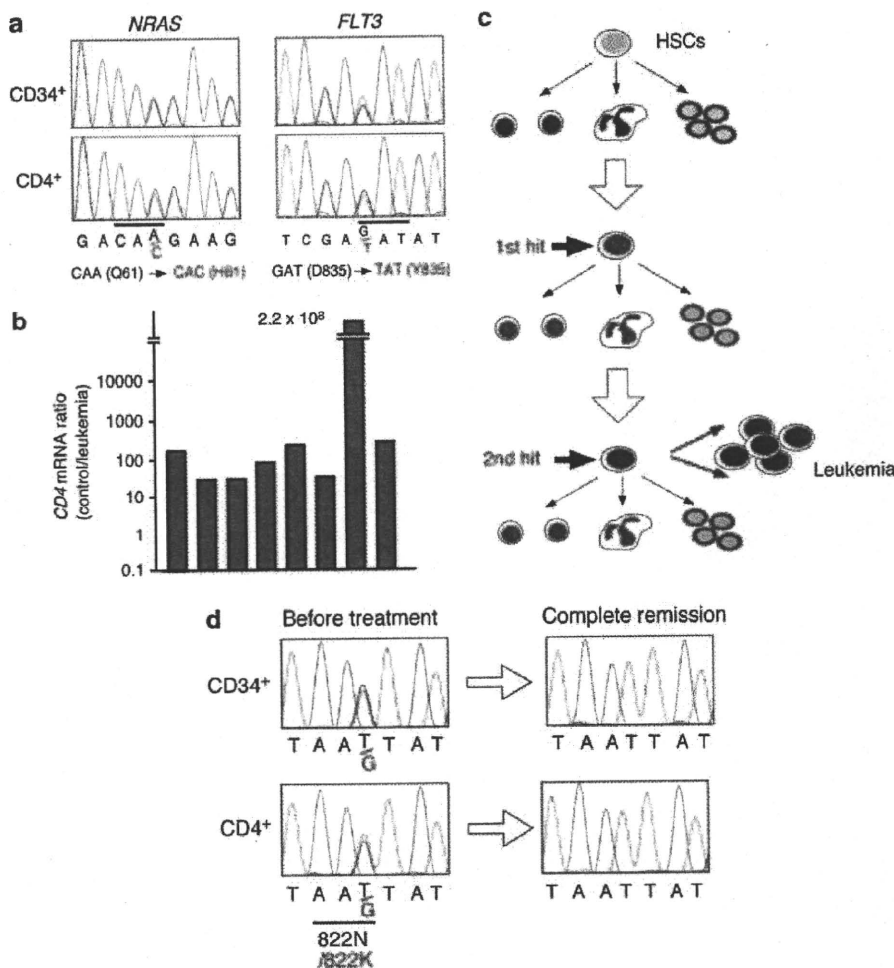 a
NRAS
FLT3
CD34+
CD4+
G A C A A G A A G
C
T C G A G A T A T
T
CAA (Q61) → CAC (H61)
GAT (D835) → TAT (Y835)
b
2.2 x 10⁸
CD4 mRNA ratio
(control/leukemia)
10000
1000
100
10
1
0.1
c
HSCs
1st hit
2nd hit
Leukemia
d
Before treatment
Complete remission
CD34+
T A A T T A T
G
T A A T T A T
CD4+
T A A T T A T
G
T A A T T A T
822N
/822K